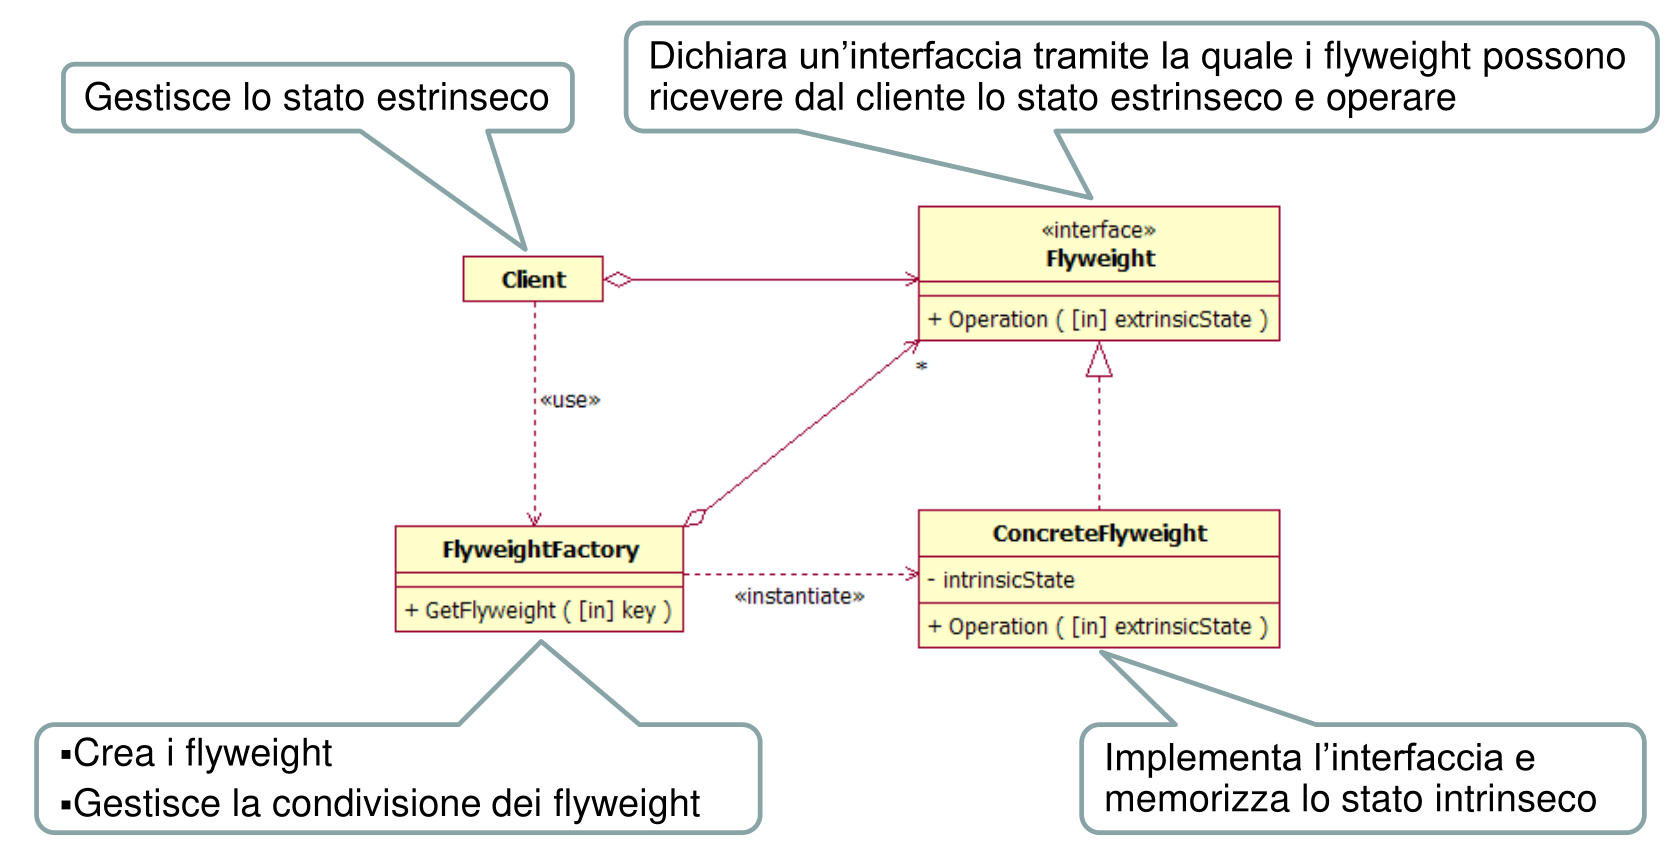 Gestisce lo stato estrinseco
Dichiara un’interfaccia tramite la quale i flyweight possono
ricevere dal cliente lo stato estrinseco e operare
«interface»
Flyweight
+ Operation ( [in] extrinsicState )
Client
*
«use»
FlyweightFactory
+ GetFlyweight ( [in] key )
«instantiate»
ConcreteFlyweight
- intrinsicState
+ Operation ( [in] extrinsicState )
▪Crea i flyweight
▪Gestisce la condivisione dei flyweight
Implementa l’interfaccia e
memorizza lo stato intrinseco